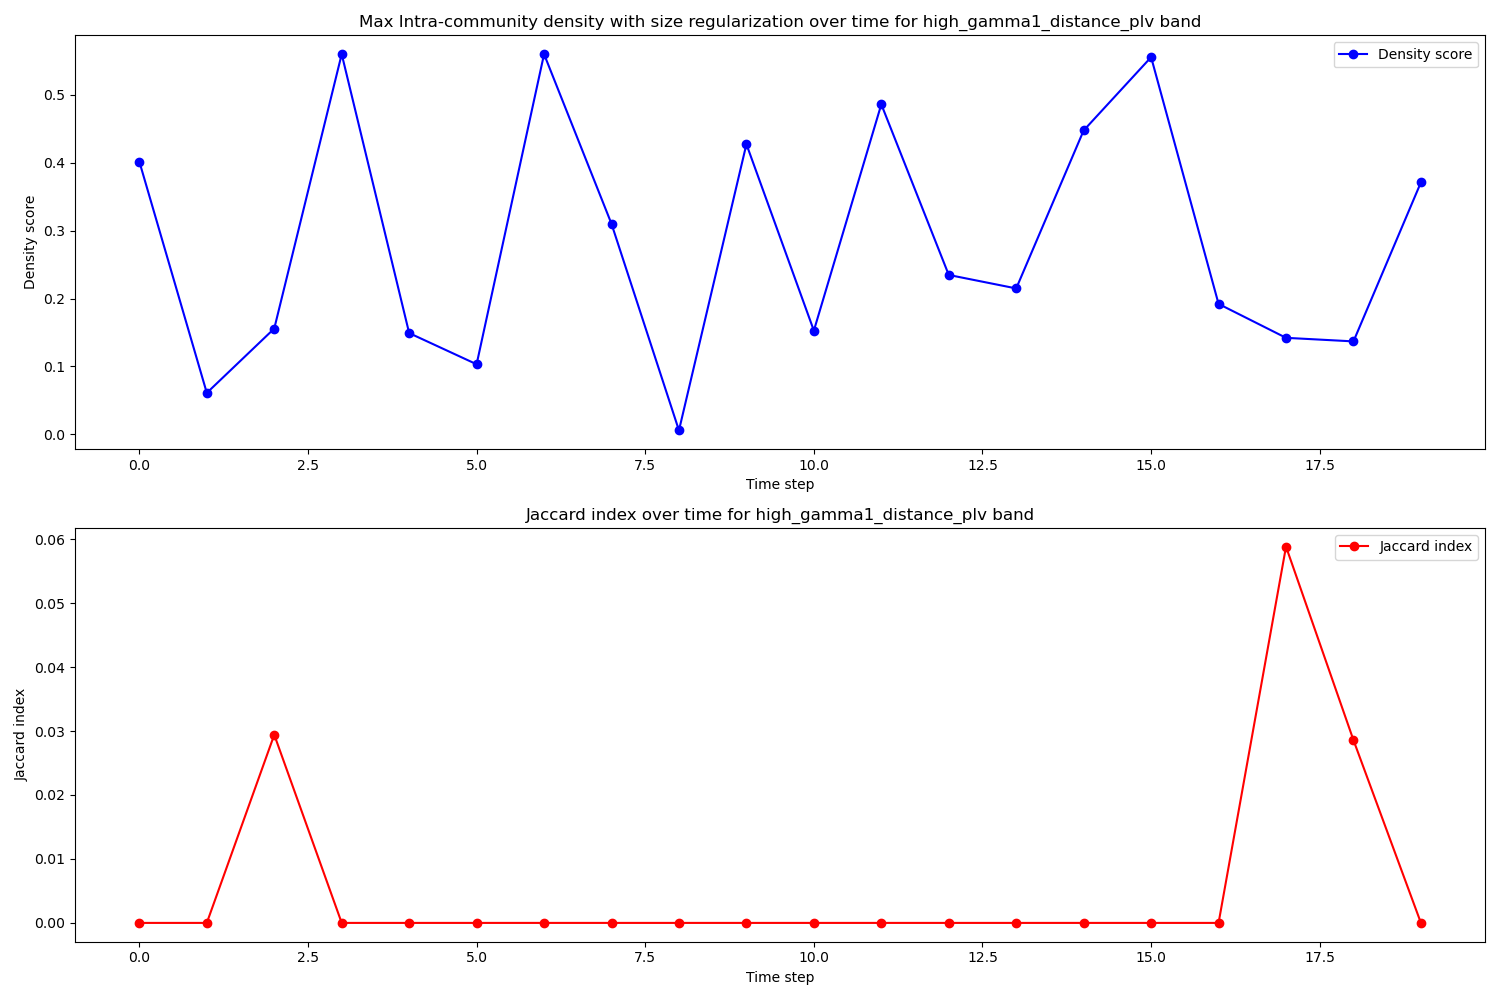 Max Intra-community density with size regularization over time for high_gamma1_distance_plv band
Density score
0.5
0.4
0.3
0.2
0.1
0.0
Density score
0.0 2.5 5.0 7.5 10.0 12.5 15.0 17.5
Time step
Jaccard index over time for high_gamma1_distance_plv band
Jaccard index
0.06
0.05
0.04
0.03
0.02
0.01
0.00
Jaccard index
0.0 2.5 5.0 7.5 10.0 12.5 15.0 17.5
Time step